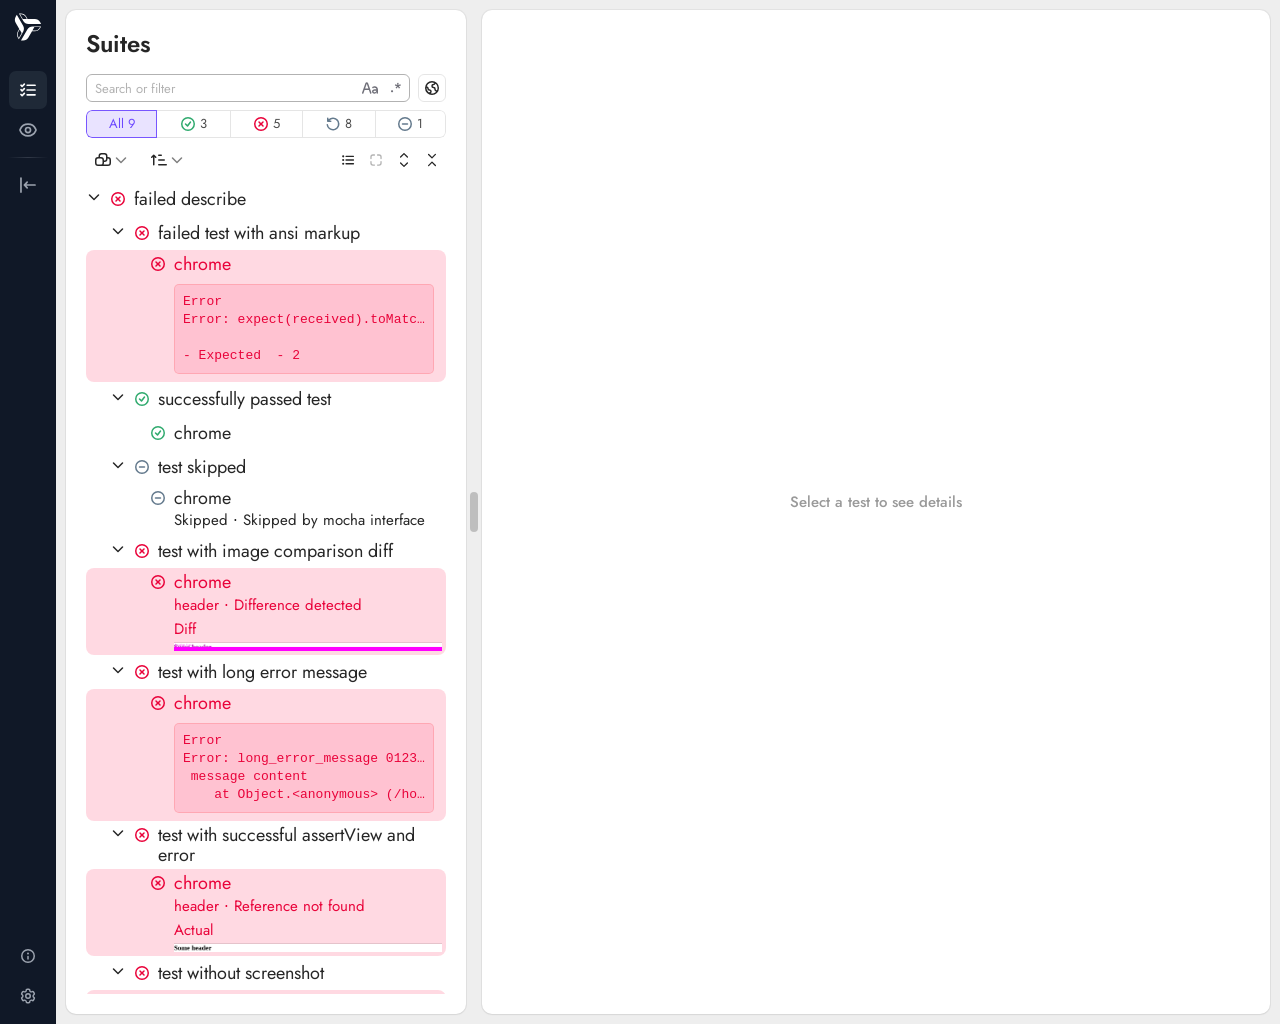 Suites
Search or filter
Aa .*
All 9
3
5
8
1
failed describe
failed test with ansi markup
chrome
Error
Error: expect(received).toMatc…
- Expected  - 2
successfully passed test
chrome
test skipped
chrome
Skipped · Skipped by mocha interface
test with image comparison diff
chrome
header · Difference detected
Diff
test with long error message
chrome
Error
Error: long_error_message 0123…
message content
at Object.<anonymous> (/ho…
test with successful assertView and
error
chrome
header · Reference not found
Actual
Some header
test without screenshot
Select a test to see details